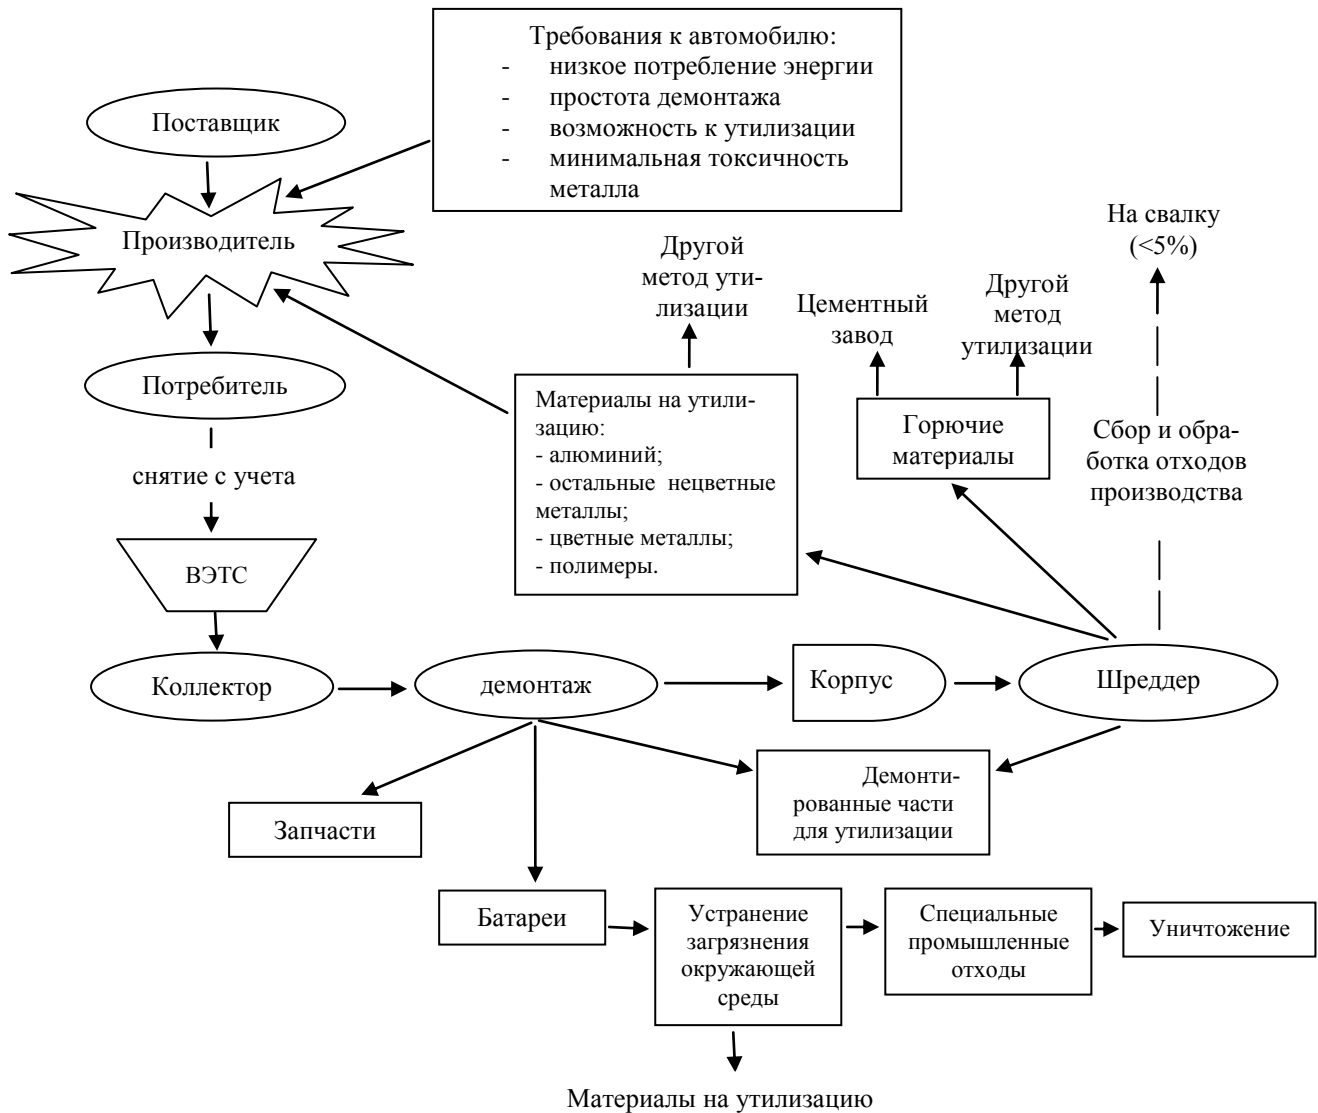 Требования к автомобилю:
- низкое потребление энергии
- простота демонтажа
- возможность к утилизации
- минимальная токсичность
металла
Поставщик
Производитель
На свалку
(<5%)
Другой
метод ути-
лизации
Цементный
завод
Другой
метод
утилизации
Потребитель
Материалы на утили-
зацию:
- алюминий;
- остальные нецветные
металлы;
- цветные металлы;
- полимеры.
Горючие
материалы
Сбор и обра-
ботка отходов
производства
снятие с учета
ВЭТС
Коллектор
демонтаж
Корпус
Шреддер
Демонти-
рованные части
для утилизации
Запчасти
Батареи
Устранение
загрязнения
окружающей
среды
Специальные
промышленные
отходы
Уничтожение
Материалы на утилизацию